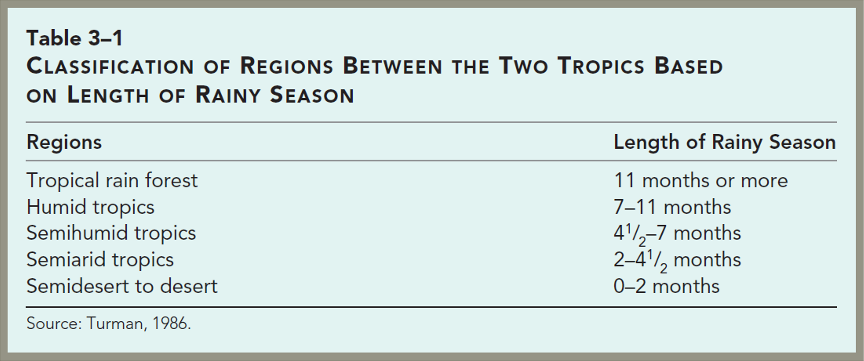 Table 3–1
CLASSIFICATION OF REGIONS BETWEEN THE TWO TROPICS BASED
ON LENGTH OF RAINY SEASON
Regions Length of Rainy Season
Tropical rain forest 11 months or more
Humid tropics 7–11 months
Semihumid tropics 4 1/2–7 months
Semiarid tropics 2–4 1/2 months
Semidesert to desert 0–2 months
Source: Turman, 1986.